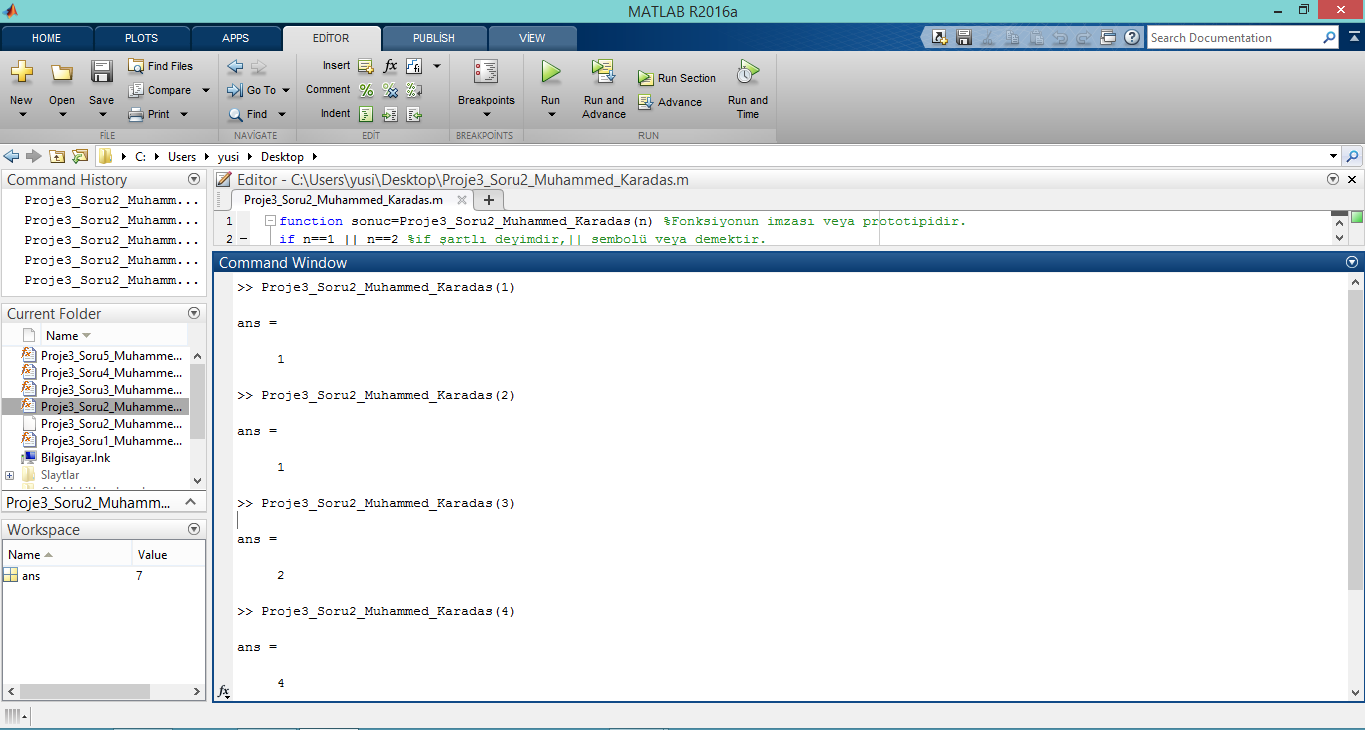 MATLAB R2016a
HOME PLOTS APPS EDİTOR PUBLİSH VİEW
Search Documentation
New Open Save
Find Files
Compare
Print
FİLE
Go To
Find
NAVİGATE
Insert
Comment
Indent
EDİT
Breakpoints
BREAKPOİNTS
Run
Run and Advance
Run Section
Advance
Run and Time
RUN
C: Users yusi Desktop
Command History
Proje3_Soru2_Muhamm...
Proje3_Soru2_Muhamm...
Proje3_Soru2_Muhamm...
Proje3_Soru2_Muhamm...
Proje3_Soru2_Muhamm...
Current Folder
Name
Proje3_Soru5_Muhamme...
Proje3_Soru4_Muhamme...
Proje3_Soru3_Muhamme...
Proje3_Soru2_Muhamme...
Proje3_Soru2_Muhamme...
Proje3_Soru1_Muhamme...
Bilgisayar.lnk
Slaytlar
Proje3_Soru2_Muhamm...
Workspace
Name Value
ans 7
Editor - C:\Users\yusi\Desktop\Proje3_Soru2_Muhammed_Karadas.m
Proje3_Soru2_Muhammed_Karadas.m
1 function sonuc=Proje3_Soru2_Muhammed_Karadas(n) %Fonksiyonun imzası veya prototipidir.
2 – if n==1 || n==2 %if şartlı deyimdir,|| sembolü veya demektir.
Command Window
>> Proje3_Soru2_Muhammed_Karadas(1)
ans =
1
>> Proje3_Soru2_Muhammed_Karadas(2)
ans =
1
>> Proje3_Soru2_Muhammed_Karadas(3)
ans =
2
>> Proje3_Soru2_Muhammed_Karadas(4)
ans =
4
fx